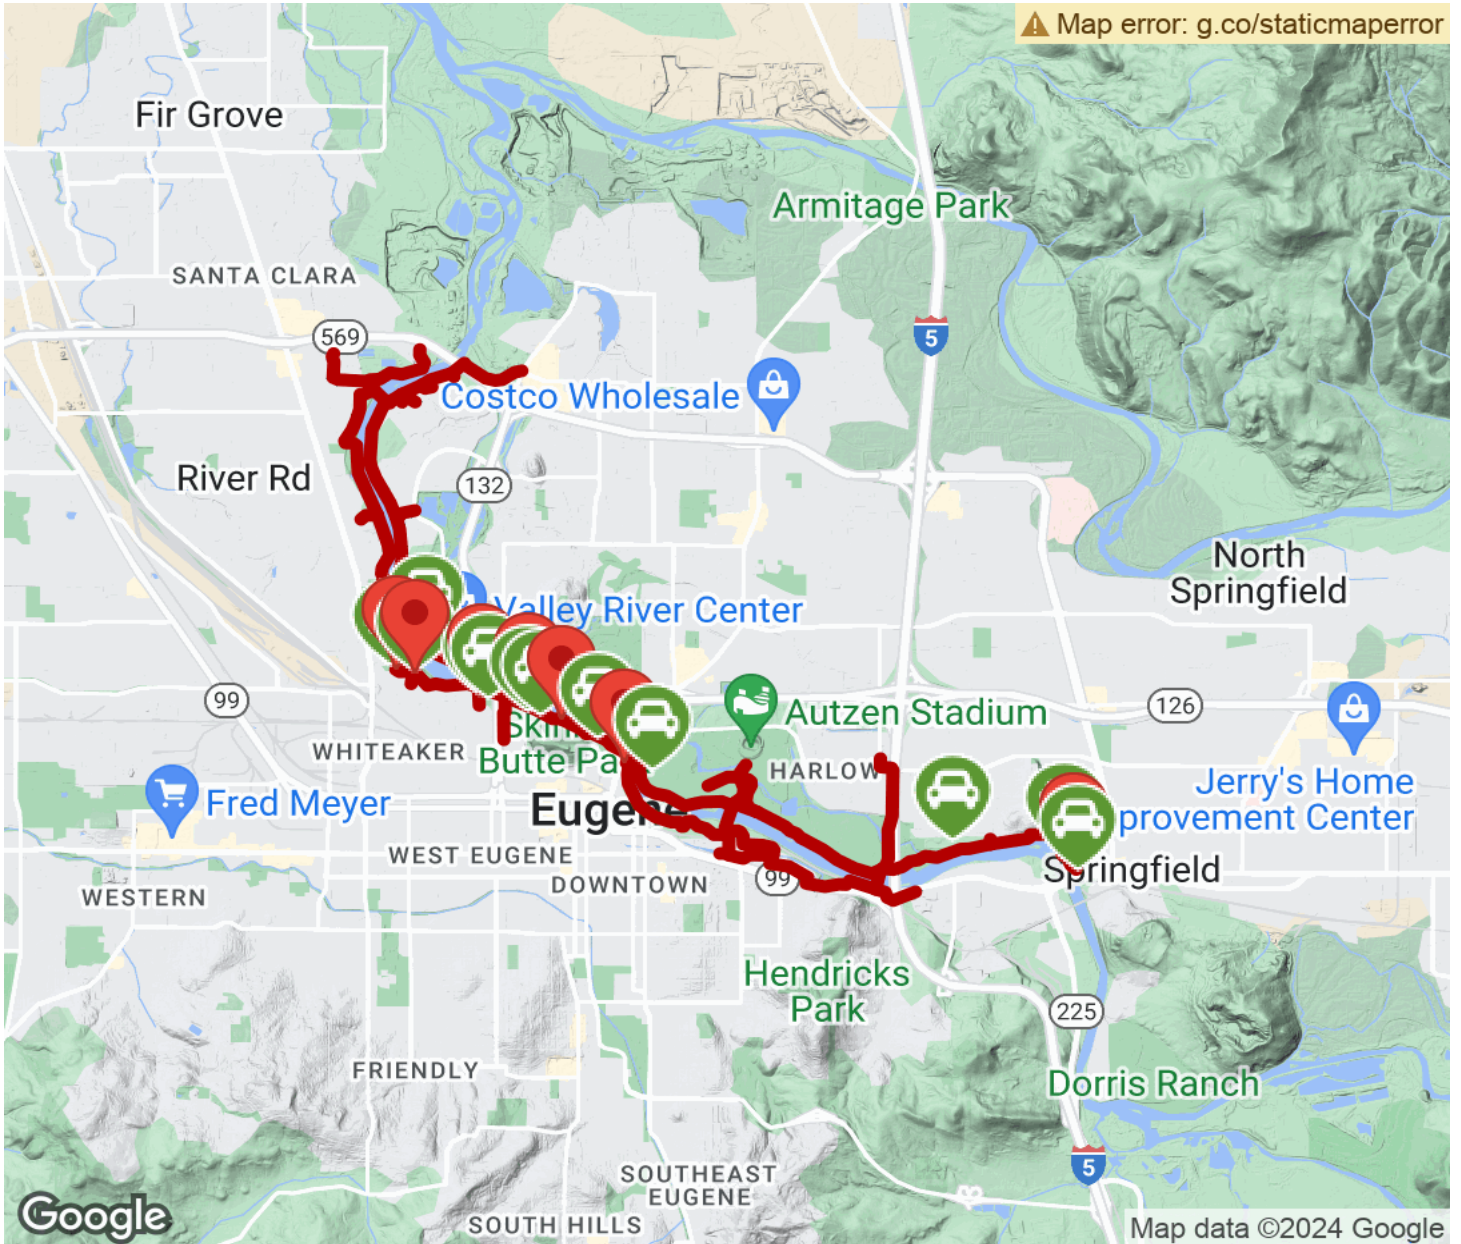 Map error: g.co/staticmaperror
Fir Grove
Armitage Park
SANTA CLARA
569
5
Costco Wholesale
River Rd
132
North
Springfield
Valley River Center
99
126
Autzen Stadium
WHITEAKER
Butte
HARLOW
Fred Meyer
Jerry's Home
provement Center
Eugene
WEST EUGENE
Springfield
DOWNTOWN
99
WESTERN
Hendricks
Park
225
FRIENDLY
Dorris Ranch
5
SOUTHEAST
EUGENE
SOUTH HILLS
Google
Map data ©2024 Google